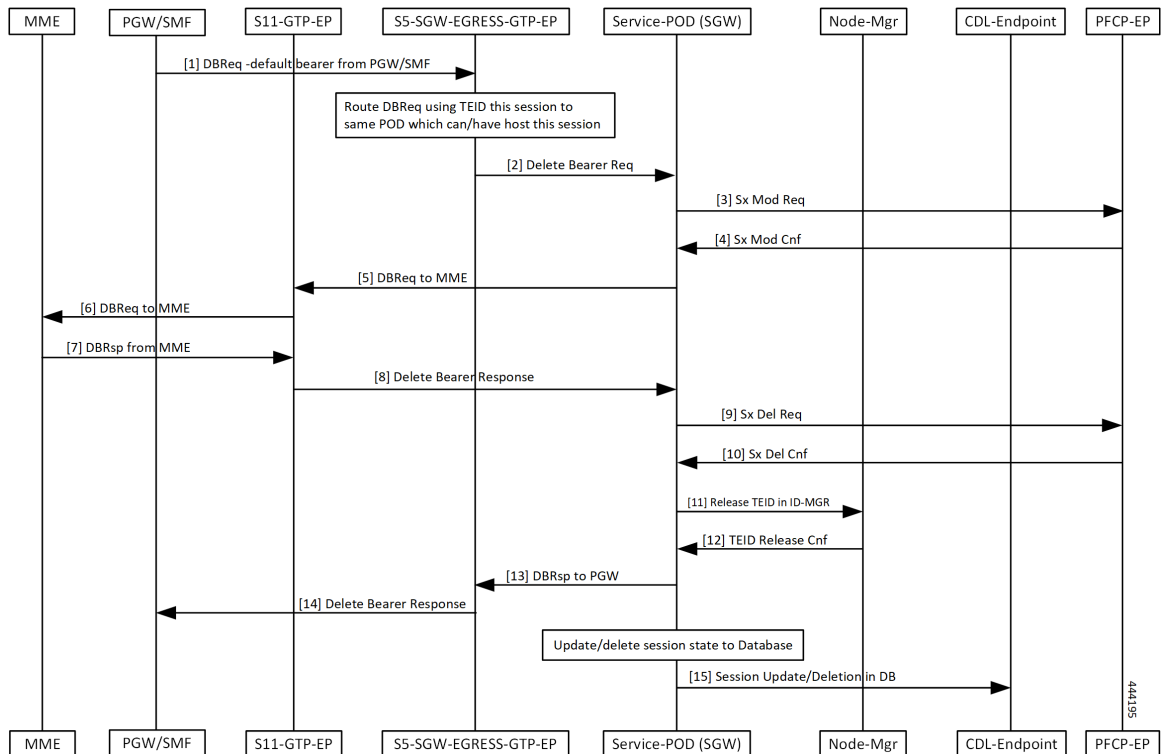 MME
PGW/SMF
S11-GTP-EP
S5-SGW-EGRESS-GTP-EP
Service-POD (SGW)
Node-Mgr
CDL-Endpoint
PFCP-EP
[1] DBReq -default bearer from PGW/SMF
Route DBReq using TEID this session to
same POD which can/have host this session
[2] Delete Bearer Req
[3] Sx Mod Req
[4] Sx Mod Cnf
[5] DBReq to MME
[6] DBReq to MME
[7] DBRsp from MME
[8] Delete Bearer Response
[9] Sx Del Req
[10] Sx Del Cnf
[11] Release TEID in ID-MGR
[12] TEID Release Cnf
[13] DBRsp to PGW
[14] Delete Bearer Response
Update/delete session state to Database
[15] Session Update/Deletion in DB
444195
MME
PGW/SMF
S11-GTP-EP
S5-SGW-EGRESS-GTP-EP
Service-POD (SGW)
Node-Mgr
CDL-Endpoint
PFCP-EP